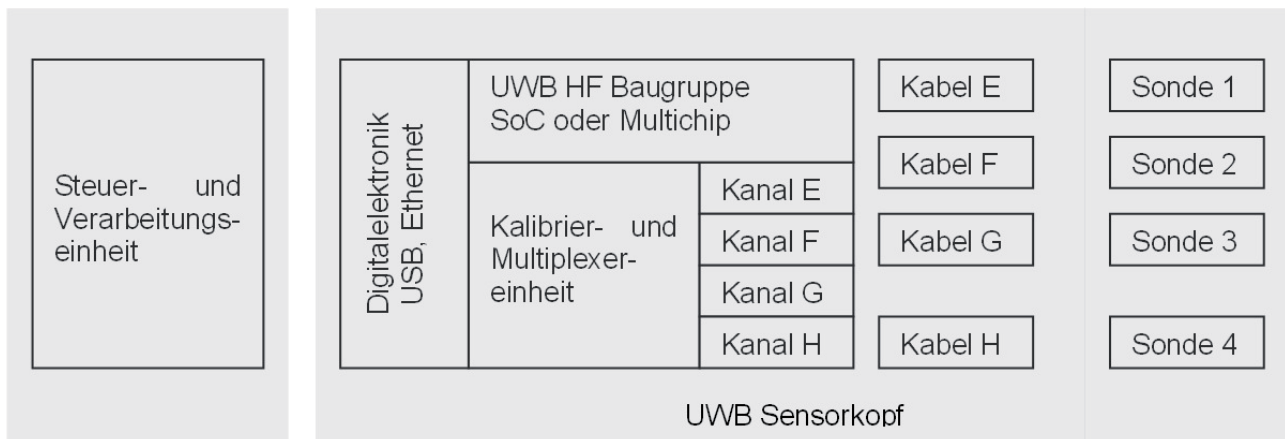 Steuer- und
Verarbeitungs-
einheit
Digitalelektronik
USB, Ethernet
UWB HF Baugruppe
SoC oder Multichip
Kalibrier- und
Multiplexer-
einheit
Kanal E
Kanal F
Kanal G
Kanal H
Kabel E
Kabel F
Kabel G
Kabel H
Sonde 1
Sonde 2
Sonde 3
Sonde 4
UWB Sensorkopf